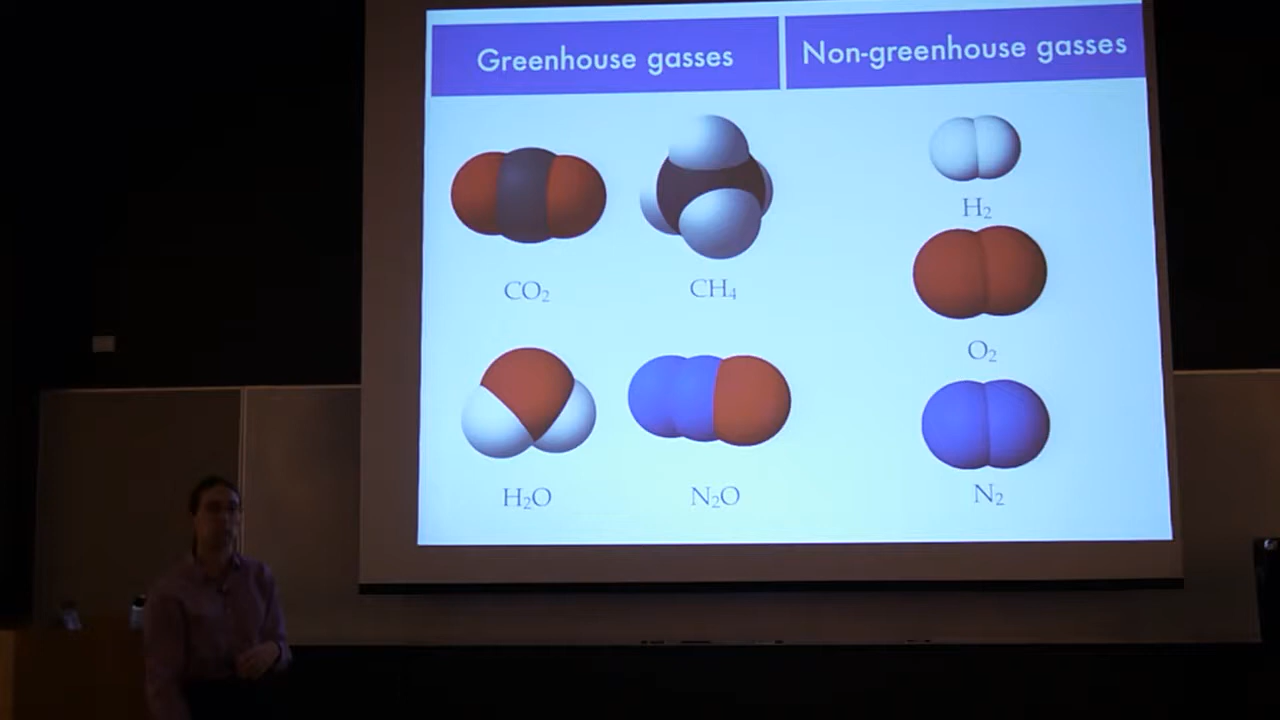 Greenhouse gasses
Non-greenhouse gasses
CO₂
CH₄
H₂
O₂
H₂O
N₂O
N₂